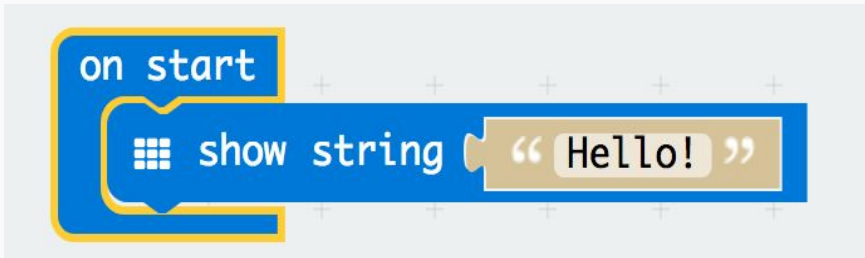 on start
show string “ Hello! ”